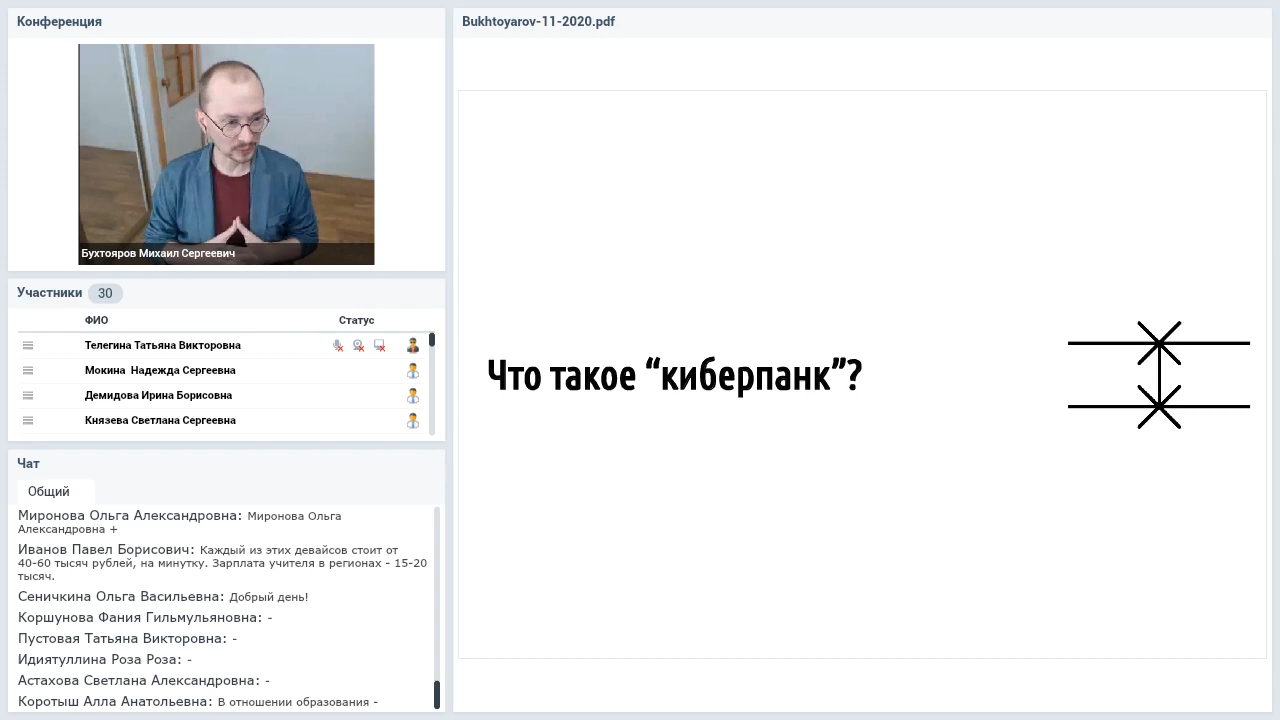 Конференция
Бухтояров Михаил Сергеевич
Участники 30
ФИО Статус
Телегина Татьяна Викторовна
Мокина Надежда Сергеевна
Демидова Ирина Борисовна
Князева Светлана Сергеевна
Чат
Общий
Миронова Ольга Александровна: Миронова Ольга
Александровна +
Иванов Павел Борисович: Каждый из этих девайсов стоит от
40-60 тысяч рублей, на минутку. Зарплата учителя в регионах - 15-20
тысяч.
Сеничкина Ольга Васильевна: Добрый день!
Коршунова Фания Гильмульяновна: -
Пустовая Татьяна Викторовна: -
Идиятуллина Роза Роза: -
Астахова Светлана Александровна: -
Коротыш Алла Анатольевна: В отношении образования -
Bukhtoyarov-11-2020.pdf
Что такое “киберпанк”?